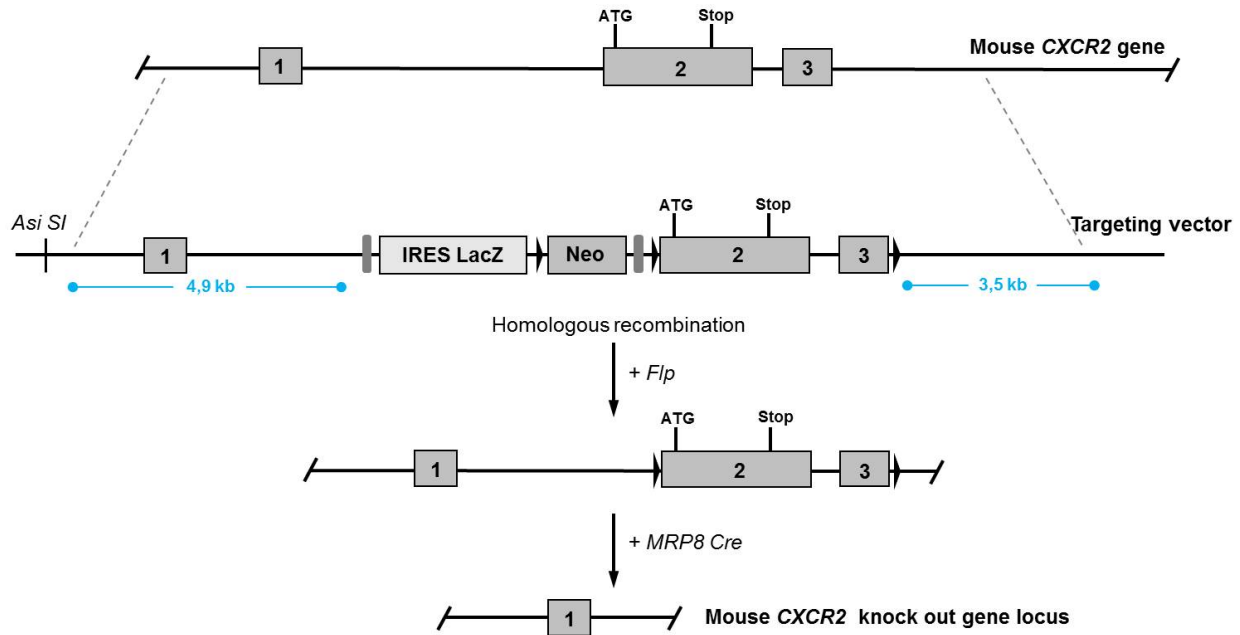 ATG Stop
1 2 3 Mouse CXCR2 gene
Asi SI ATG Stop Targeting vector
1 IRES LacZ Neo 2 3
4,9 kb 3,5 kb
Homologous recombination
+ Flp
ATG Stop
1 2 3
+ MRP8 Cre
1 Mouse CXCR2 knock out gene locus